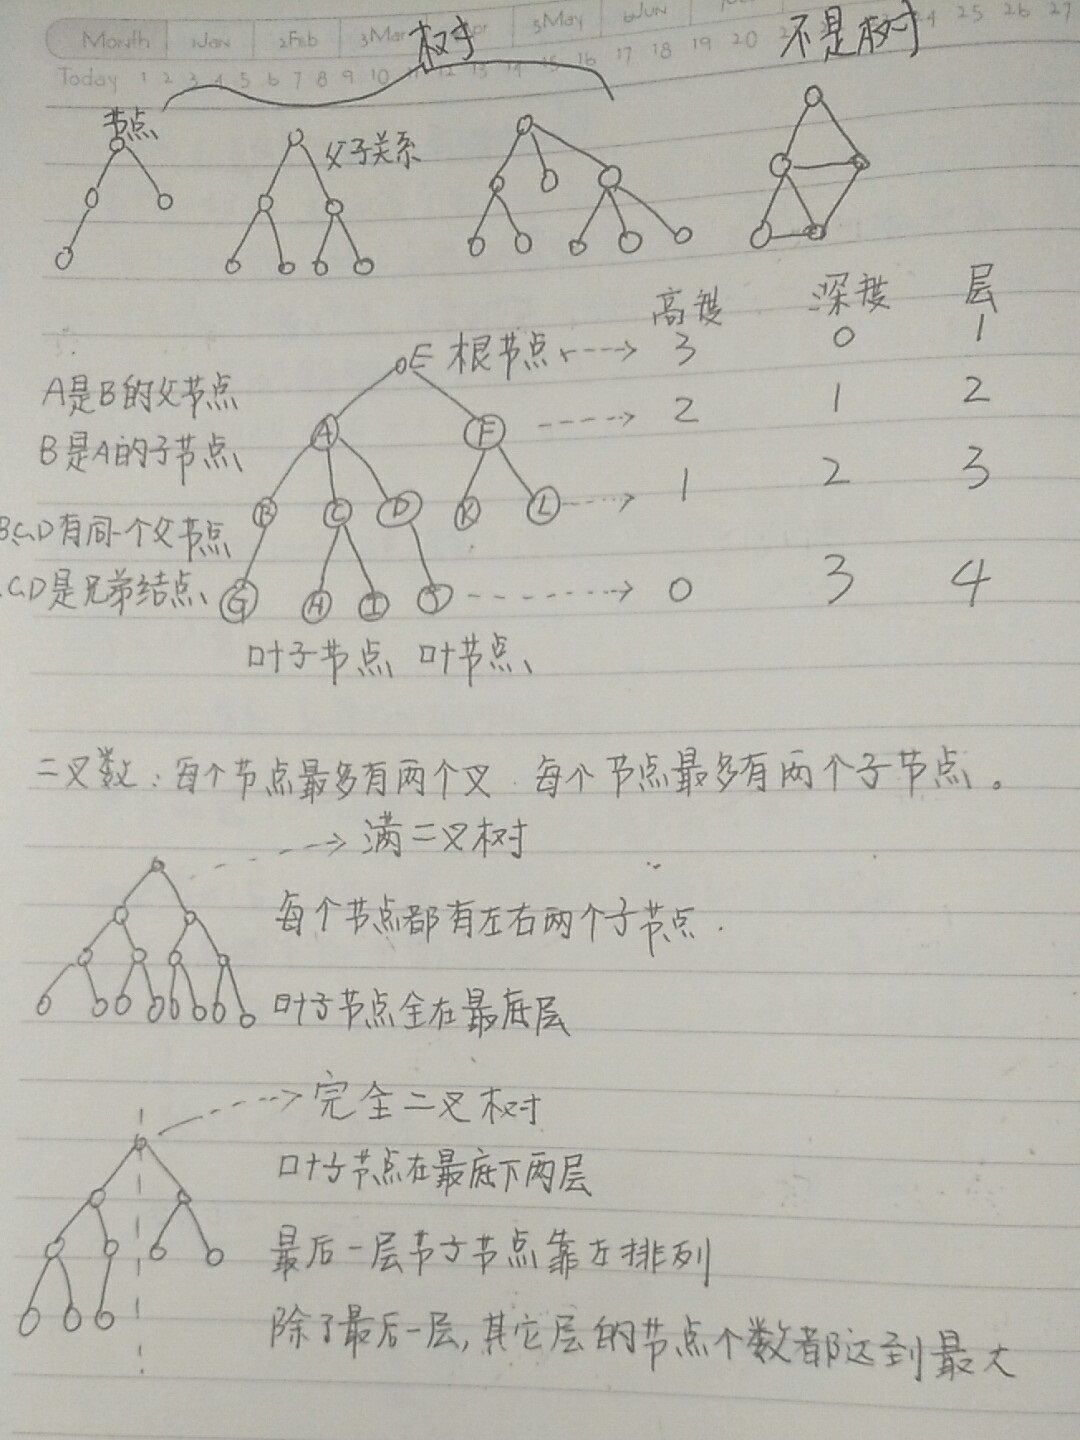 Month 1Jan 2Feb 3Mar 5May 6Jun
Today 1 2 3 4 5 6 7 8 9 10 12 13 14 15 16 17 18 19 20 24 25 26 27
树 不是树
节点
父子关系
高度 深度 层
E 根节点 3 0 1
A是B的父节点
A F 2 1 2
B是A的子节点
B C D K L 1 2 3
B、C、D有同一个父节点
C、D是兄弟结点
G H I J 0 3 4
叶子节点 叶节点
二叉数:每个节点最多有两个叉 每个节点最多有两个子节点。
满二叉树
每个节点都有左右两个子节点.
叶子节点全在最底层
完全二叉树
叶子节点在最底下两层
最后一层节子节点靠左排列
除了最后一层,其它层的节点个数都达到最大